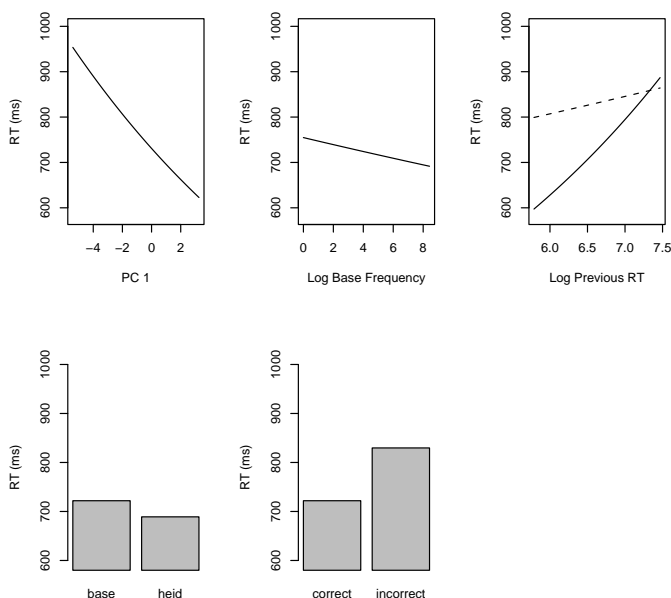 600 700 800 900 1000
RT (ms)
−4 −2 0 2
PC 1
600 700 800 900 1000
RT (ms)
0 2 4 6 8
Log Base Frequency
600 700 800 900 1000
RT (ms)
6.0 6.5 7.0 7.5
Log Previous RT
600 700 800 900 1000
RT (ms)
base heid
600 700 800 900 1000
RT (ms)
correct incorrect